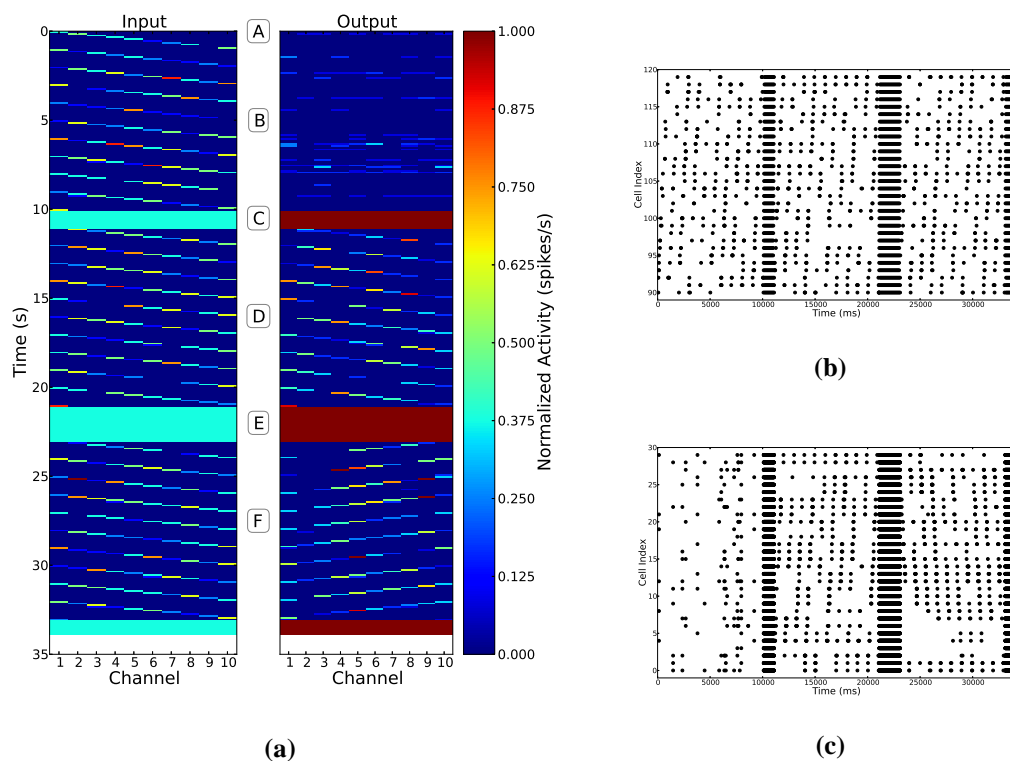 Input
Output
0
5
10
15
20
25
30
35
Time (s)
1 2 3 4 5 6 7 8 9 10
Channel
A
B
C
D
E
F
1 2 3 4 5 6 7 8 9 10
Channel
1.000
0.875
0.750
0.625
0.500
0.375
0.250
0.125
0.000
Normalized Activity (spikes/s)
(a)
120
115
110
105
100
95
90
Cell Index
0 5000 10000 15000 20000 25000 30000
Time (ms)
(b)
30
25
20
15
10
5
0
Cell Index
0 5000 10000 15000 20000 25000 30000
Time (ms)
(c)